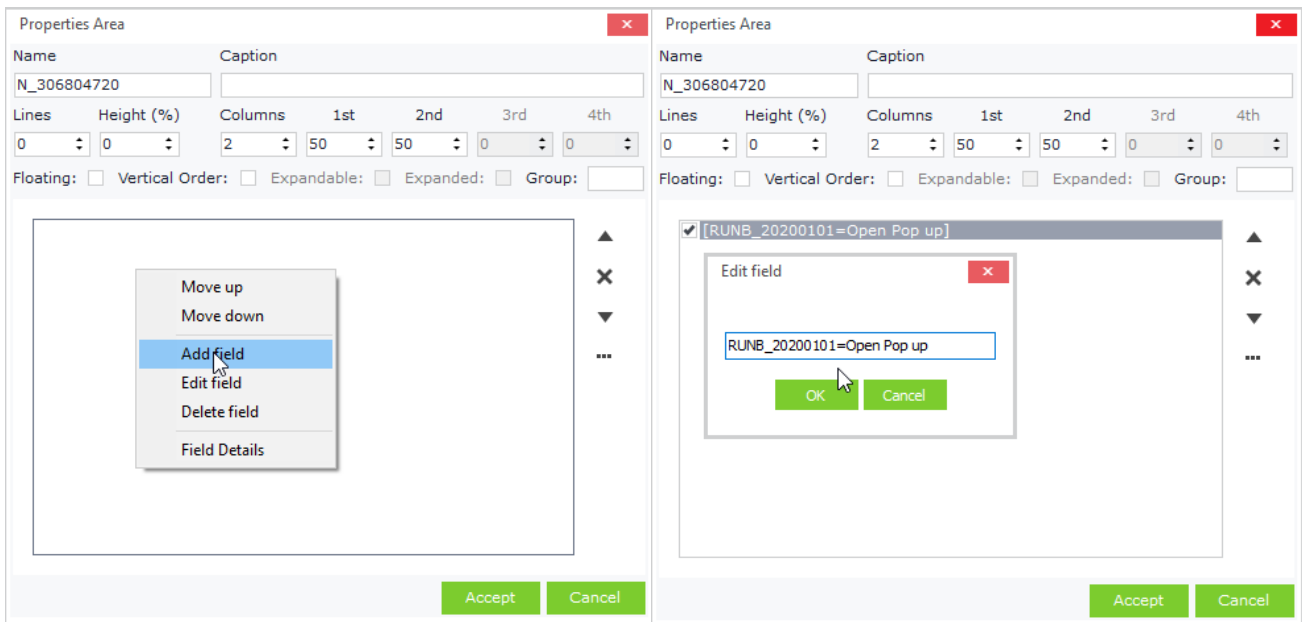 Properties Area
Name Caption
N_306804720
Lines Height (%) Columns 1st 2nd 3rd 4th
0 0 2 50 50 0 0
Floating: Vertical Order: Expandable: Expanded: Group:
Move up
Move down
Add field
Edit field
Delete field
Field Details
Accept Cancel
Properties Area
Name Caption
N_306804720
Lines Height (%) Columns 1st 2nd 3rd 4th
0 0 2 50 50 0 0
Floating: Vertical Order: Expandable: Expanded: Group:
[RUNB_20200101=Open Pop up]
Edit field
RUNB_20200101=Open Pop up
OK Cancel
Accept Cancel